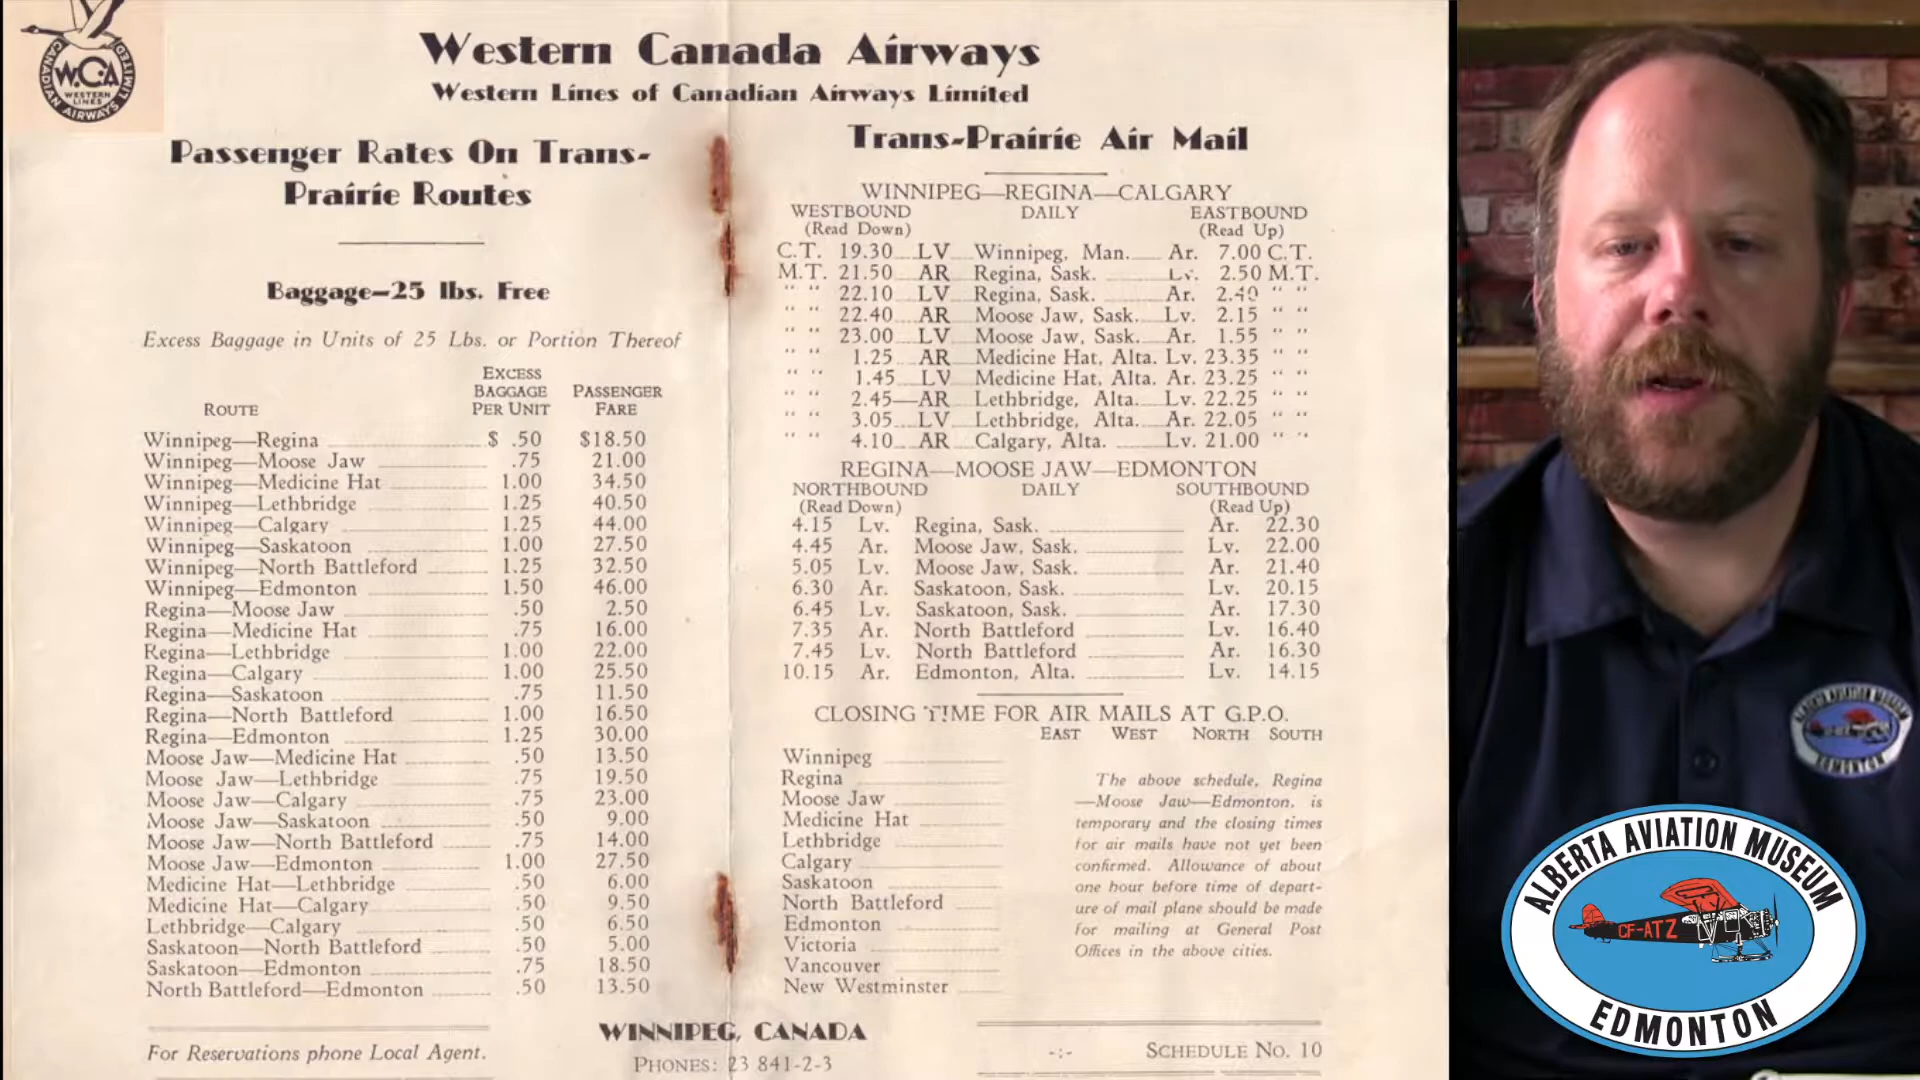 CANADIAN AIRWAYS LIMITED
W.C.A
WESTERN
LINES
Western Canada Airways
Western Lines of Canadian Airways Limited
Passenger Rates On Trans-
Prairie Routes
Baggage—25 lbs. Free
Excess Baggage in Units of 25 Lbs. or Portion Thereof
ROUTE EXCESS BAGGAGE PER UNIT PASSENGER FARE
Winnipeg—Regina $ .50 $18.50
Winnipeg—Moose Jaw .75 21.00
Winnipeg—Medicine Hat 1.00 34.50
Winnipeg—Lethbridge 1.25 40.50
Winnipeg—Calgary 1.25 44.00
Winnipeg—Saskatoon 1.00 27.50
Winnipeg—North Battleford 1.25 32.50
Winnipeg—Edmonton 1.50 46.00
Regina—Moose Jaw .50 2.50
Regina—Medicine Hat .75 16.00
Regina—Lethbridge 1.00 22.00
Regina—Calgary 1.00 25.50
Regina—Saskatoon .75 11.50
Regina—North Battleford 1.00 16.50
Regina—Edmonton 1.25 30.00
Moose Jaw—Medicine Hat .50 13.50
Moose Jaw—Lethbridge .75 19.50
Moose Jaw—Calgary .75 23.00
Moose Jaw—Saskatoon .50 9.00
Moose Jaw—North Battleford .75 14.00
Moose Jaw—Edmonton 1.00 27.50
Medicine Hat—Lethbridge .50 6.00
Medicine Hat—Calgary .50 9.50
Lethbridge—Calgary .50 6.50
Saskatoon—North Battleford .50 5.00
Saskatoon—Edmonton .75 18.50
North Battleford—Edmonton .50 13.50
For Reservations phone Local Agent.
Trans-Prairie Air Mail
WINNIPEG—REGINA—CALGARY
WESTBOUND DAILY EASTBOUND
(Read Down) (Read Up)
C.T. 19.30 LV Winnipeg, Man. Ar. 7.00 C.T.
M.T. 21.50 AR Regina, Sask. Lv. 2.50 M.T.
" " 22.10 LV Regina, Sask. Ar. 2.40 " "
" " 22.40 AR Moose Jaw, Sask. Lv. 2.15 " "
" " 23.00 LV Moose Jaw, Sask. Ar. 1.55 " "
" " 1.25 AR Medicine Hat, Alta. Lv. 23.35 " "
" " 1.45 LV Medicine Hat, Alta. Ar. 23.25 " "
" " 2.45 AR Lethbridge, Alta. Lv. 22.25 " "
" " 3.05 LV Lethbridge, Alta. Ar. 22.05 " "
" " 4.10 AR Calgary, Alta. Lv. 21.00 " "
REGINA—MOOSE JAW—EDMONTON
NORTHBOUND DAILY SOUTHBOUND
(Read Down) (Read Up)
4.15 Lv. Regina, Sask. Ar. 22.30
4.45 Ar. Moose Jaw, Sask. Lv. 22.00
5.05 Lv. Moose Jaw, Sask. Ar. 21.40
6.30 Ar. Saskatoon, Sask. Lv. 20.15
6.45 Lv. Saskatoon, Sask. Ar. 17.30
7.35 Ar. North Battleford Lv. 16.40
7.45 Lv. North Battleford Ar. 16.30
10.15 Ar. Edmonton, Alta. Lv. 14.15
CLOSING TIME FOR AIR MAILS AT G.P.O.
EAST WEST NORTH SOUTH
Winnipeg
Regina
Moose Jaw
Medicine Hat
Lethbridge
Calgary
Saskatoon
North Battleford
Edmonton
Victoria
Vancouver
New Westminster
The above schedule, Regina
—Moose Jaw—Edmonton, is
temporary and the closing times
for air mails have not yet been
confirmed. Allowance of about
one hour before time of depart-
ure of mail plane should be made
for mailing at General Post
Offices in the above cities.
WINNIPEG, CANADA
PHONES: 23 841-2-3
-:- SCHEDULE No. 10
ALBERTA AVIATION MUSEUM
EDMONTON
ALBERTA AVIATION MUSEUM
CF-ATZ
EDMONTON